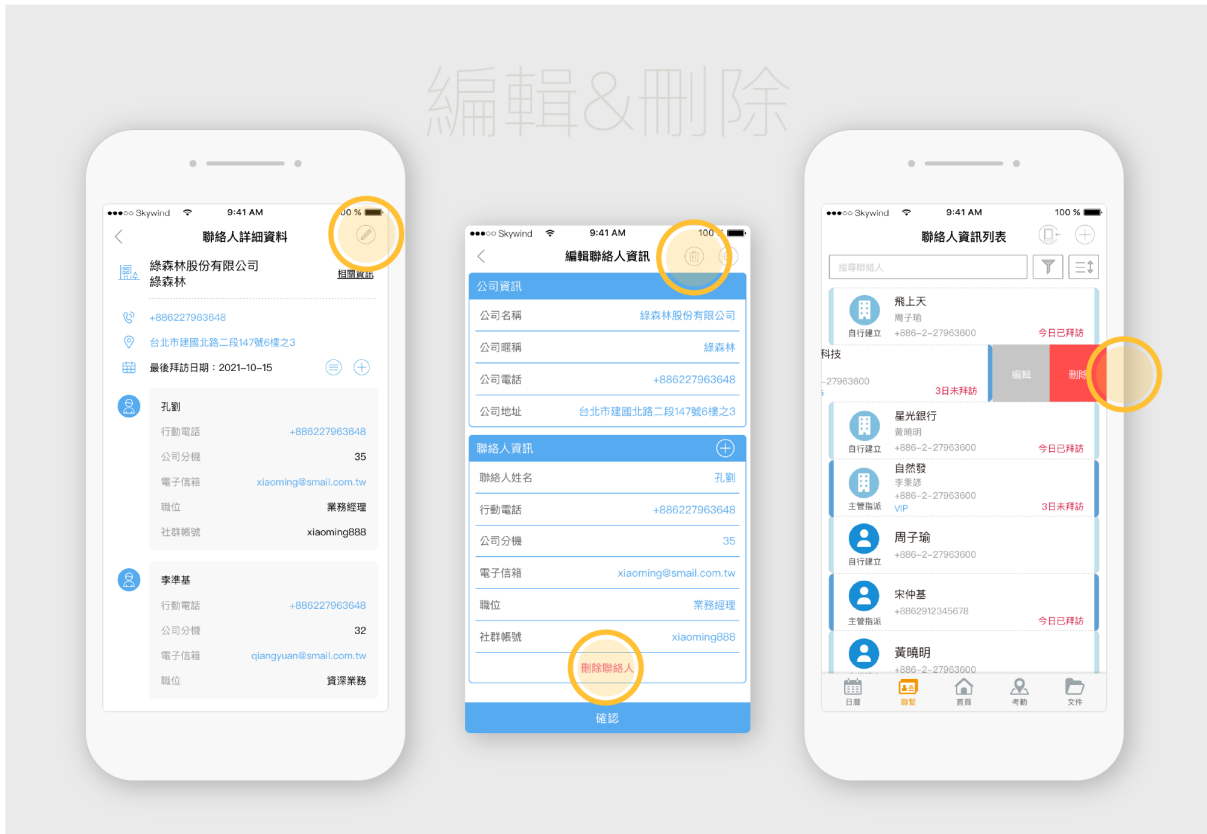 編輯&刪除
Skywind
9:41 AM
00 %
聯絡人詳細資料
綠森林股份有限公司
綠森林
相關資訊
+886227963648
台北市建國北路二段147號6樓之3
最後拜訪日期：2021-10-15
孔劉
行動電話
+886227963648
公司分機
35
電子信箱
xiaoming@smail.com.tw
職位
業務經理
社群帳號
xiaoming888
李準基
行動電話
+886227963648
公司分機
32
電子信箱
qiangyuan@smail.com.tw
職位
資深業務
Skywind
9:41 AM
100 %
編輯聯絡人資訊
公司資訊
公司名稱
綠森林股份有限公司
公司暱稱
綠森林
公司電話
+886227963648
公司地址
台北市建國北路二段147號6樓之3
聯絡人資訊
聯絡人姓名
孔劉
行動電話
+886227963648
公司分機
35
電子信箱
xiaoming@smail.com.tw
職位
業務經理
社群帳號
xiaoming888
刪除聯絡人
確認
Skywind
9:41 AM
100 %
聯絡人資訊列表
搜尋聯絡人
飛上天
周子瑜
自行建立
+886-2-27963600
今日已拜訪
科技
-27963600
3日未拜訪
編輯
刪除
星光銀行
黃曉明
自行建立
+886-2-27963600
今日已拜訪
自然發
李秉諺
+886-2-27963600
主管指派
VIP
3日未拜訪
周子瑜
+886-2-27963600
自行建立
宋仲基
+8862912345678
主管指派
今日已拜訪
黃曉明
+886-2-27963600
日曆
聯繫
首頁
考勤
文件